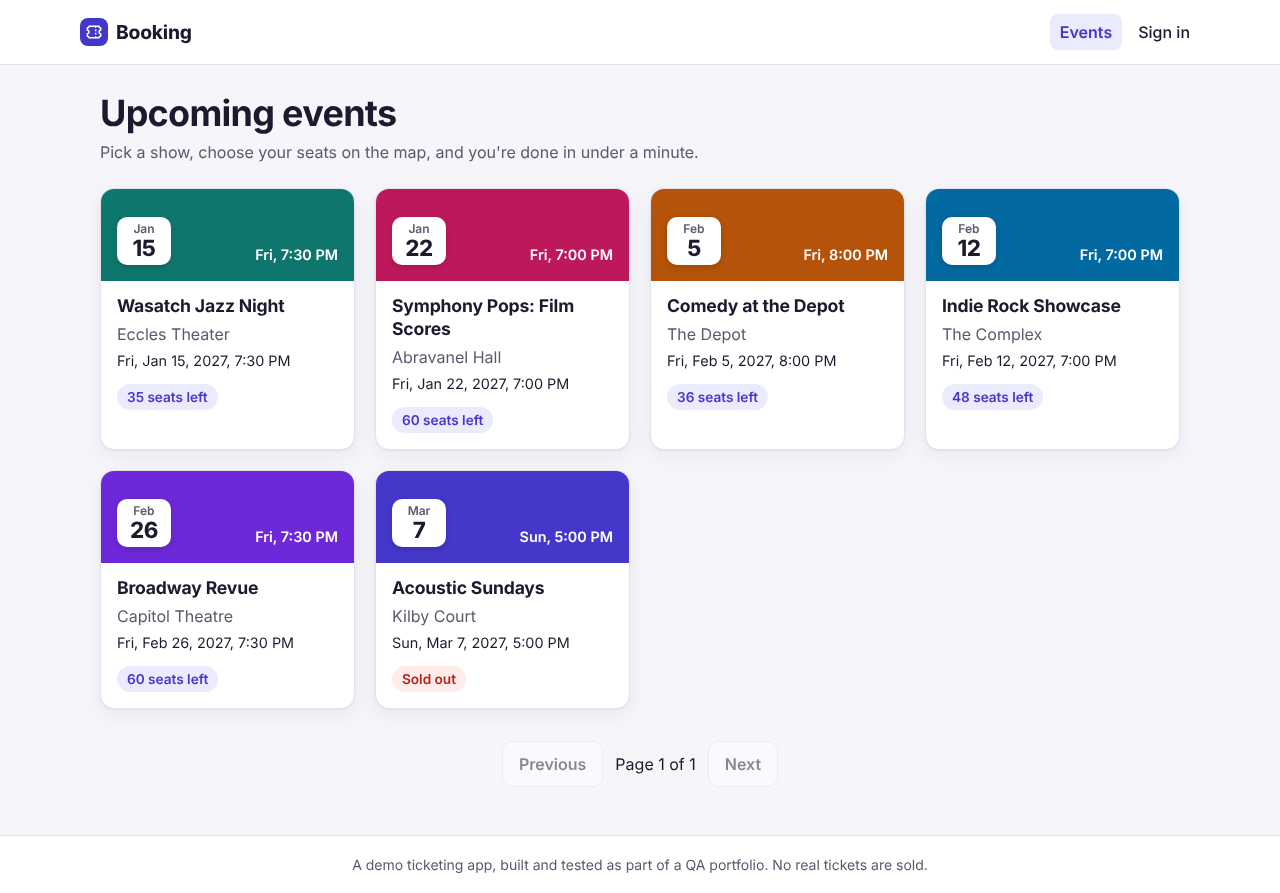 Booking
Events
Sign in
Upcoming events
Pick a show, choose your seats on the map, and you're done in under a minute.
Jan
15
Fri, 7:30 PM
Wasatch Jazz Night
Eccles Theater
Fri, Jan 15, 2027, 7:30 PM
35 seats left
Jan
22
Fri, 7:00 PM
Symphony Pops: Film
Scores
Abravanel Hall
Fri, Jan 22, 2027, 7:00 PM
60 seats left
Feb
5
Fri, 8:00 PM
Comedy at the Depot
The Depot
Fri, Feb 5, 2027, 8:00 PM
36 seats left
Feb
12
Fri, 7:00 PM
Indie Rock Showcase
The Complex
Fri, Feb 12, 2027, 7:00 PM
48 seats left
Feb
26
Fri, 7:30 PM
Broadway Revue
Capitol Theatre
Fri, Feb 26, 2027, 7:30 PM
60 seats left
Mar
7
Sun, 5:00 PM
Acoustic Sundays
Kilby Court
Sun, Mar 7, 2027, 5:00 PM
Sold out
Previous
Page 1 of 1
Next
A demo ticketing app, built and tested as part of a QA portfolio. No real tickets are sold.